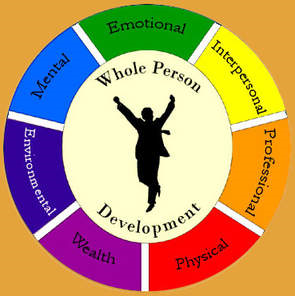 Emotional
Interpersonal
Professional
Physical
Wealth
Environmental
Mental
Whole Person
Development